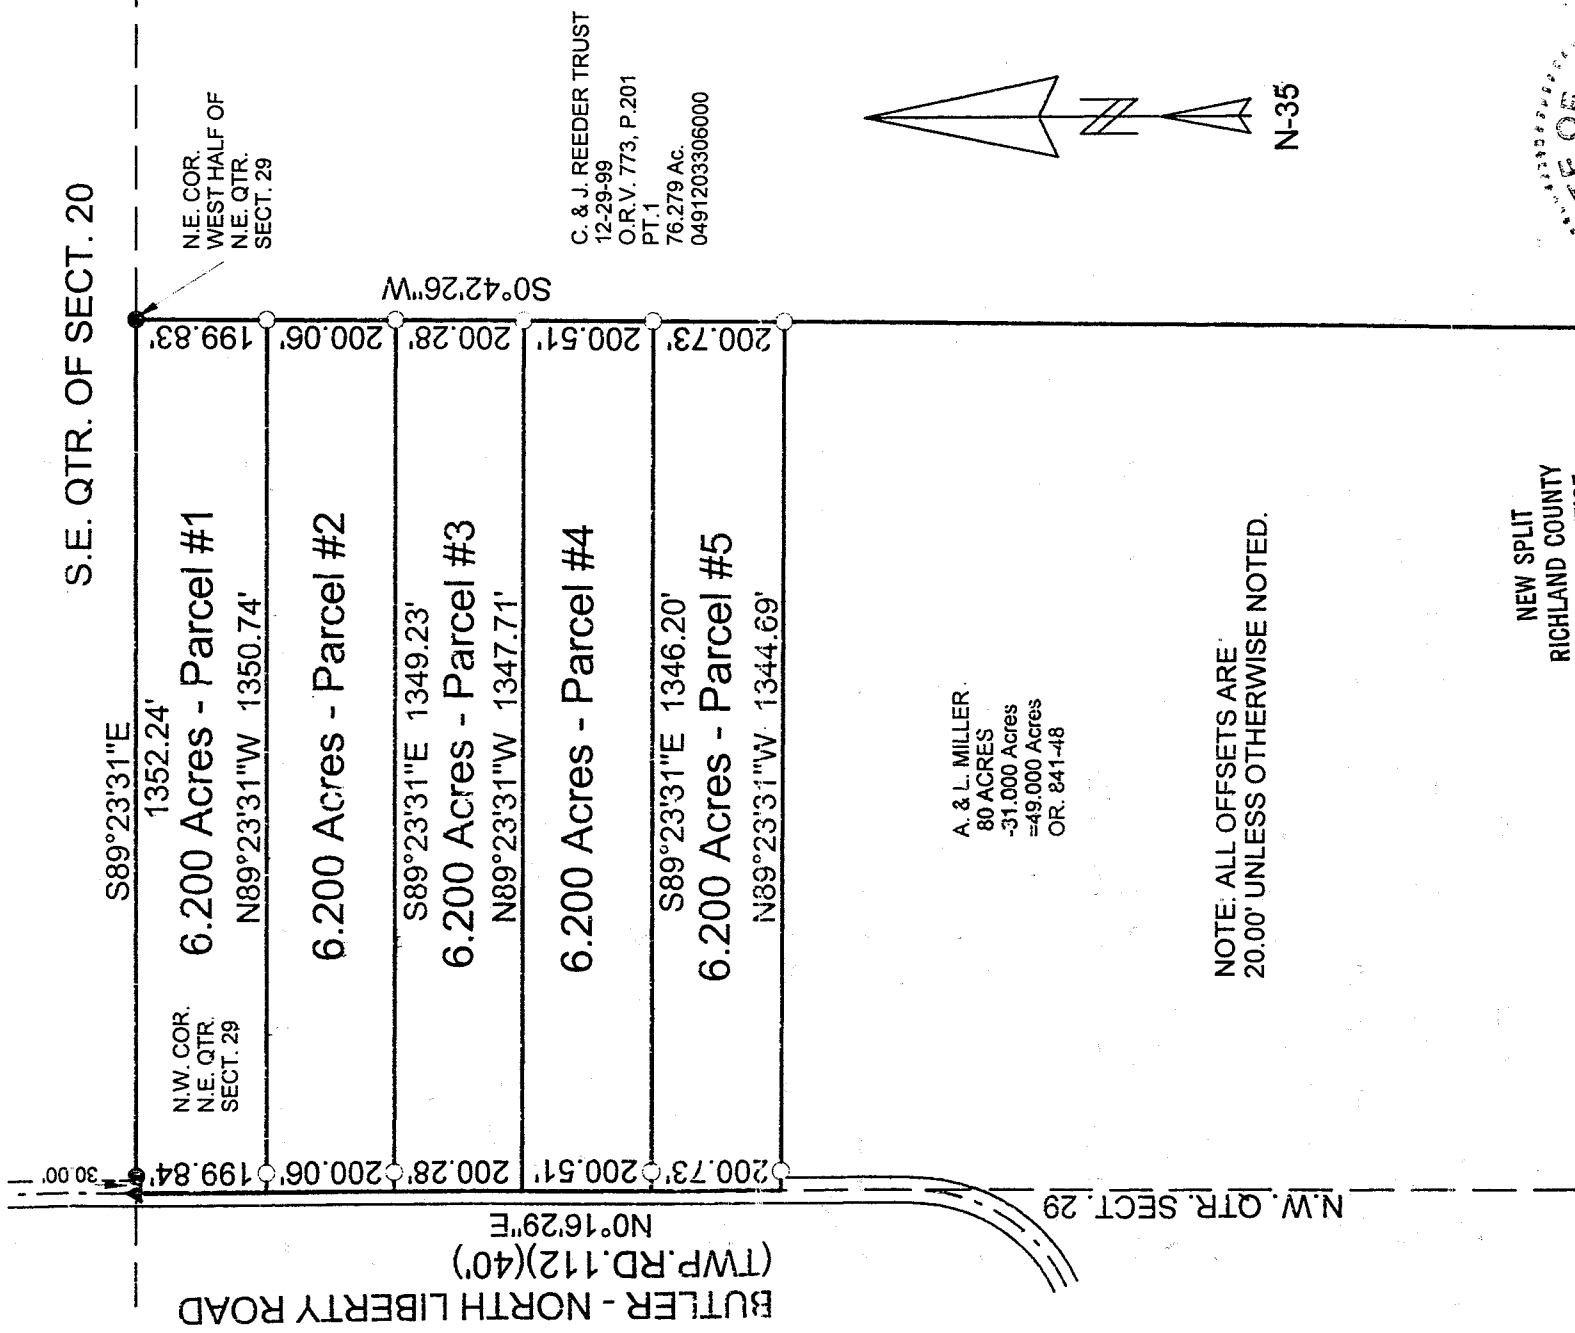 S.E. QTR. OF SECT. 20
N.E. COR.
WEST HALF OF
N.E. QTR.
SECT. 29
S89°23'31"E
1352.24'
N.W. COR.
N.E. QTR.
SECT. 29
30.00'
6.200 Acres - Parcel #1
199.84'
199.83'
N89°23'31"W 1350.74'
6.200 Acres - Parcel #2
200.06'
200.06'
S89°23'31"E 1349.23'
6.200 Acres - Parcel #3
200.28'
200.28'
N89°23'31"W 1347.71'
6.200 Acres - Parcel #4
200.51'
200.51'
S89°23'31"E 1346.20'
6.200 Acres - Parcel #5
200.73'
200.73'
N89°23'31"W 1344.69'
S0°42'26"W
N0°16'29"E
(TWP.RD.112)(40')
BUTLER - NORTH LIBERTY ROAD
C. & J. REEDER TRUST
12-29-99
O.R.V. 773, P.201
PT.1
76.279 Ac.
0491203306000
N
N-35
A. & L. MILLER
80 ACRES
-31.000 Acres
=49.000 Acres
OR. 841-48
N.W. QTR. SECT. 29
NOTE: ALL OFFSETS ARE
20.00' UNLESS OTHERWISE NOTED.
NEW SPLIT
RICHLAND COUNTY
OF